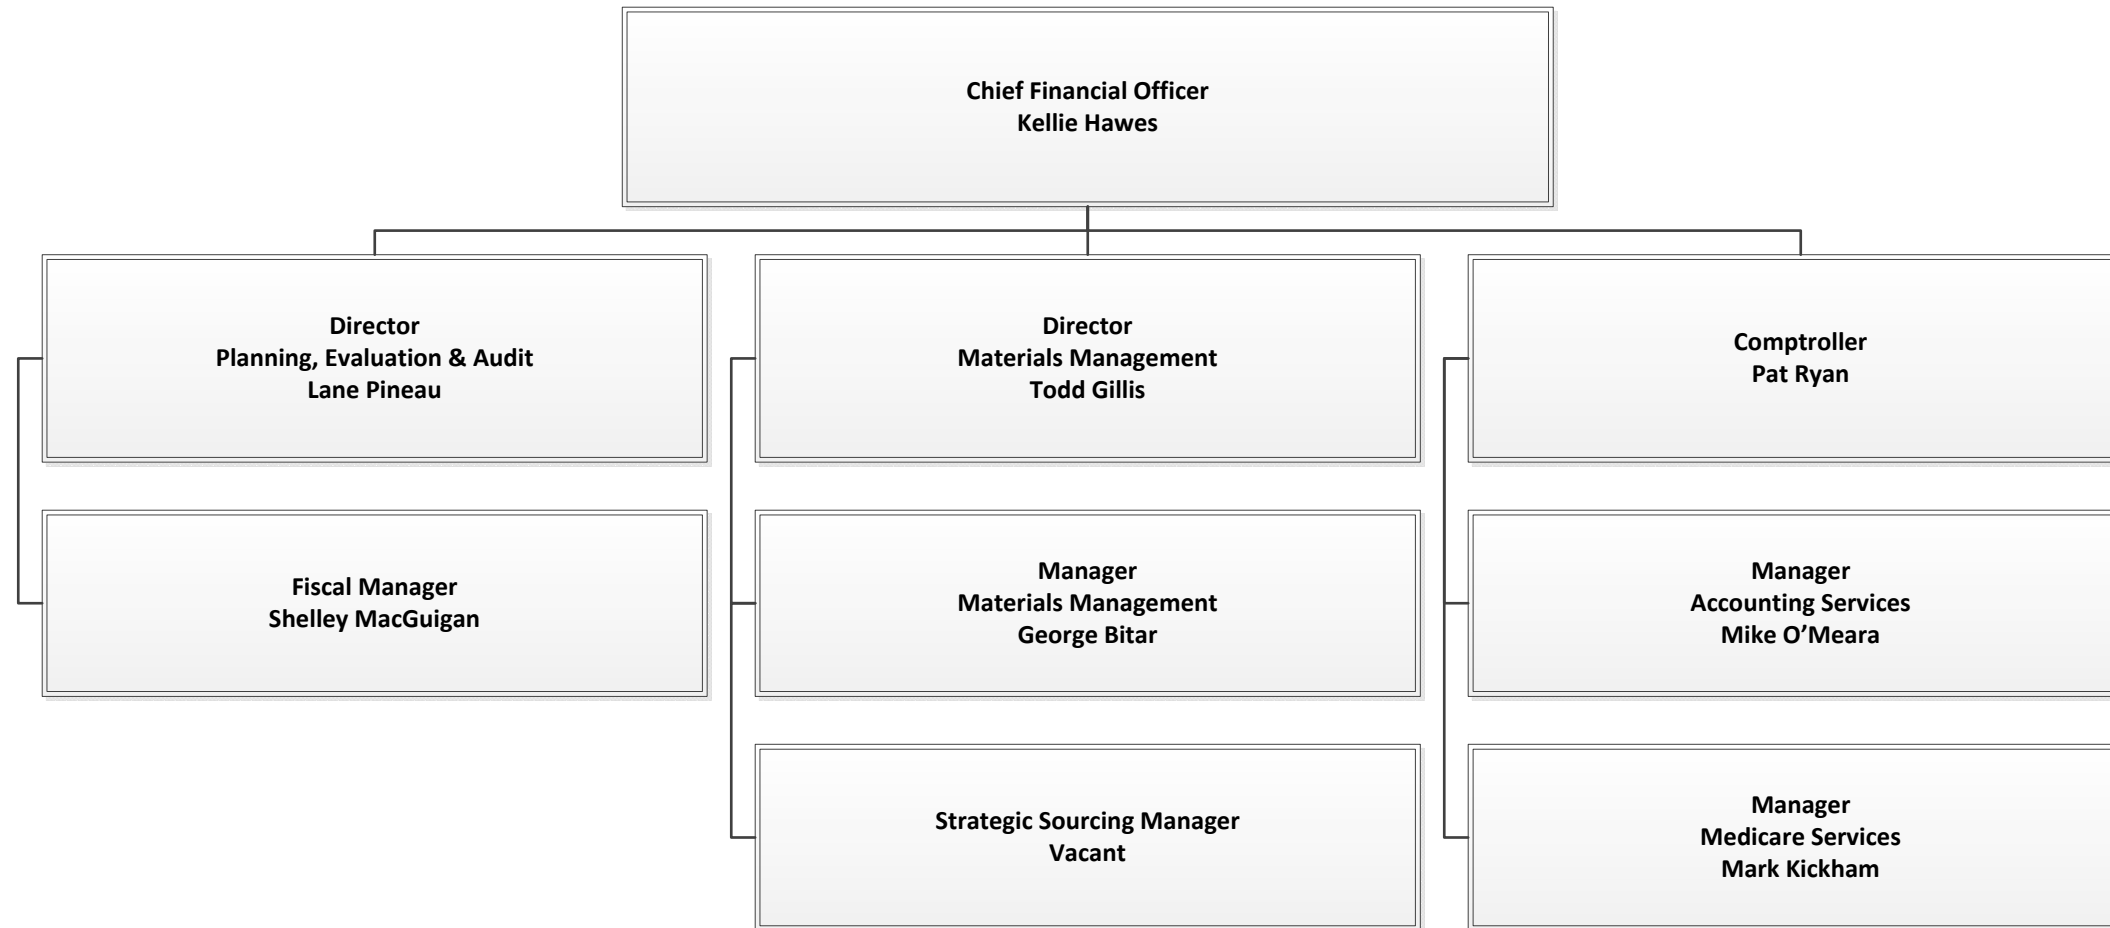 Chief Financial Officer
Kellie Hawes
Director
Planning, Evaluation & Audit
Lane Pineau
Director
Materials Management
Todd Gillis
Comptroller
Pat Ryan
Fiscal Manager
Shelley MacGuigan
Manager
Materials Management
George Bitar
Manager
Accounting Services
Mike O’Meara
Strategic Sourcing Manager
Vacant
Manager
Medicare Services
Mark Kickham